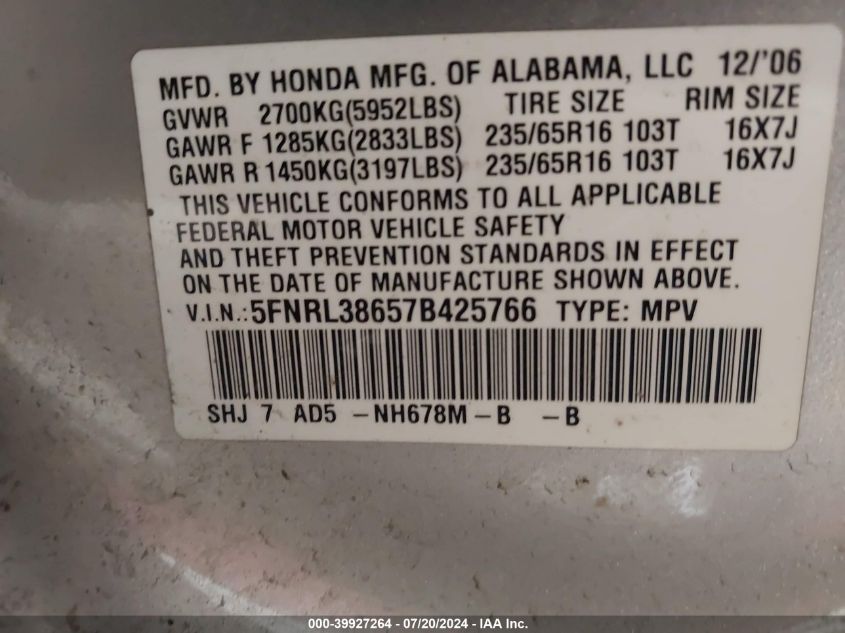 MFD. BY HONDA MFG. OF ALABAMA, LLC 12/'06
GVWR 2700KG(5952LBS) TIRE SIZE RIM SIZE
GAWR F 1285KG(2833LBS) 235/65R16 103T 16X7J
GAWR R 1450KG(3197LBS) 235/65R16 103T 16X7J
THIS VEHICLE CONFORMS TO ALL APPLICABLE
FEDERAL MOTOR VEHICLE SAFETY
AND THEFT PREVENTION STANDARDS IN EFFECT
ON THE DATE OF MANUFACTURE SHOWN ABOVE.
V.I.N.: 5FNRL38657B425766 TYPE: MPV
SHJ 7 AD5 -NH678M-B -B
000-39927264 - 07/20/2024 - IAA Inc.